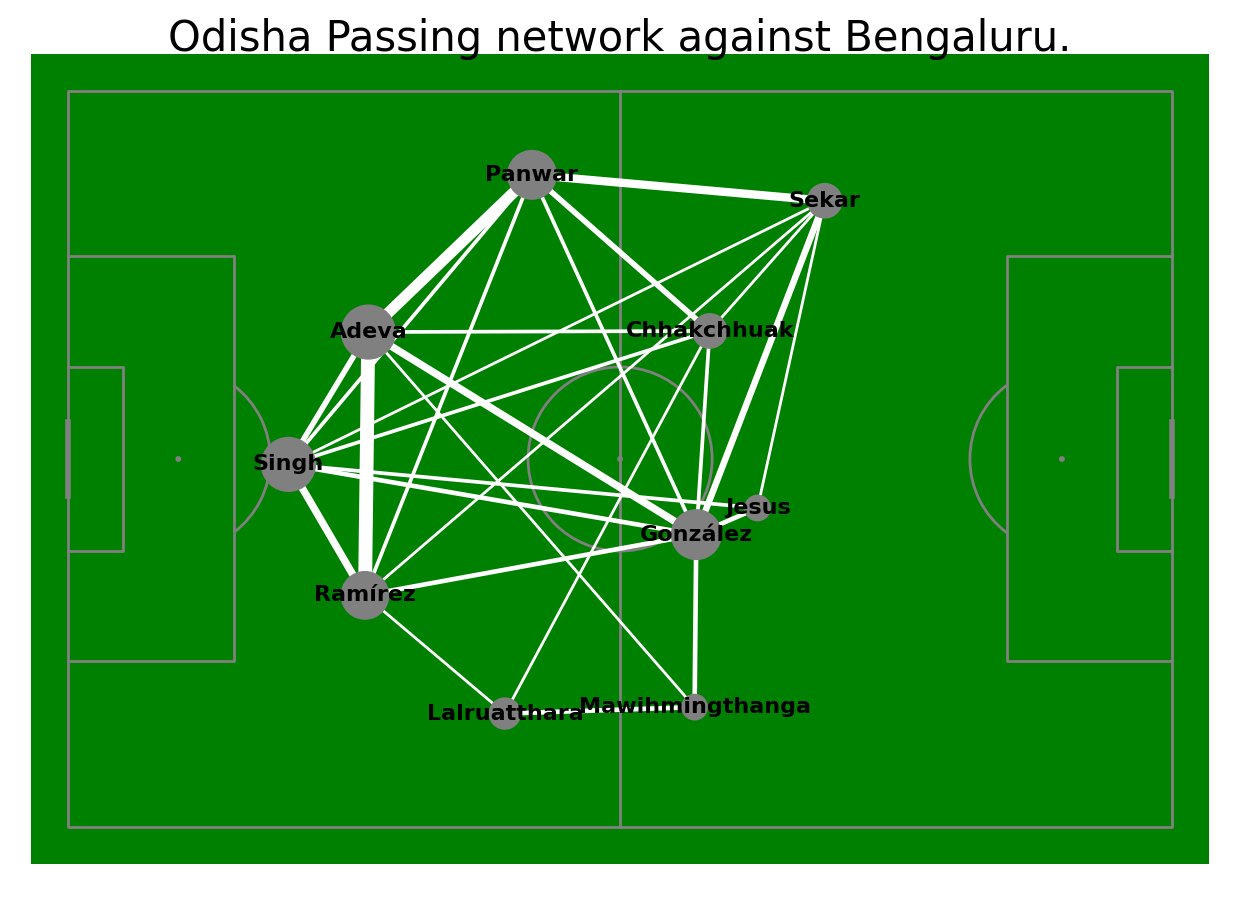 Odisha Passing network against Bengaluru.
Panwar
Sekar
Adeva
Chhakchhuak
Singh
Jesus
González
Ramírez
Lalruatthara
Mawihmingthanga